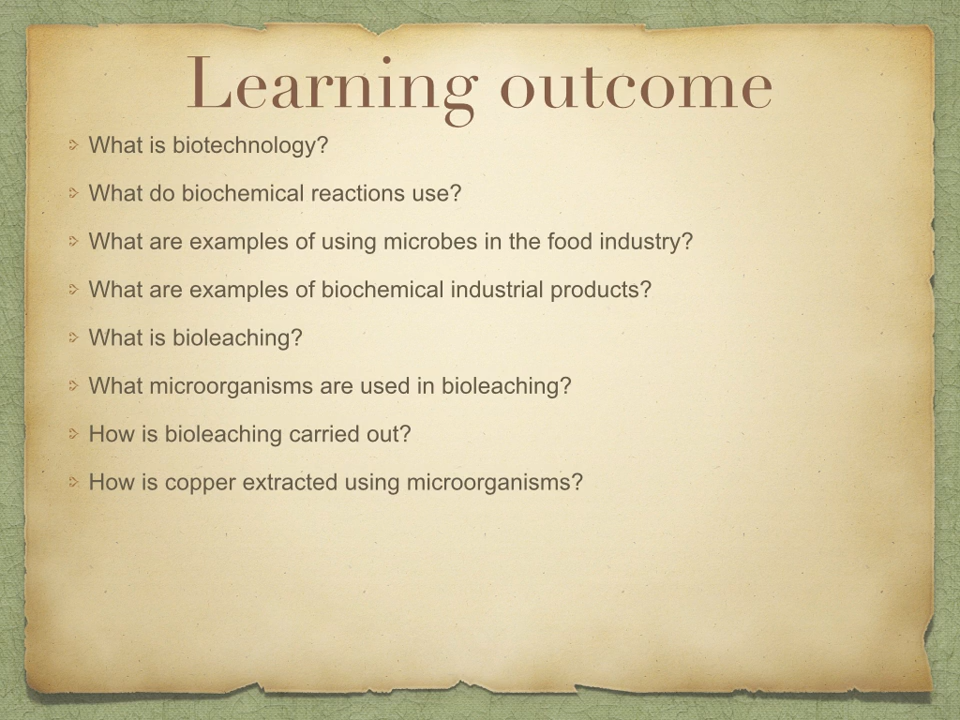 Learning outcome
What is biotechnology?
What do biochemical reactions use?
What are examples of using microbes in the food industry?
What are examples of biochemical industrial products?
What is bioleaching?
What microorganisms are used in bioleaching?
How is bioleaching carried out?
How is copper extracted using microorganisms?